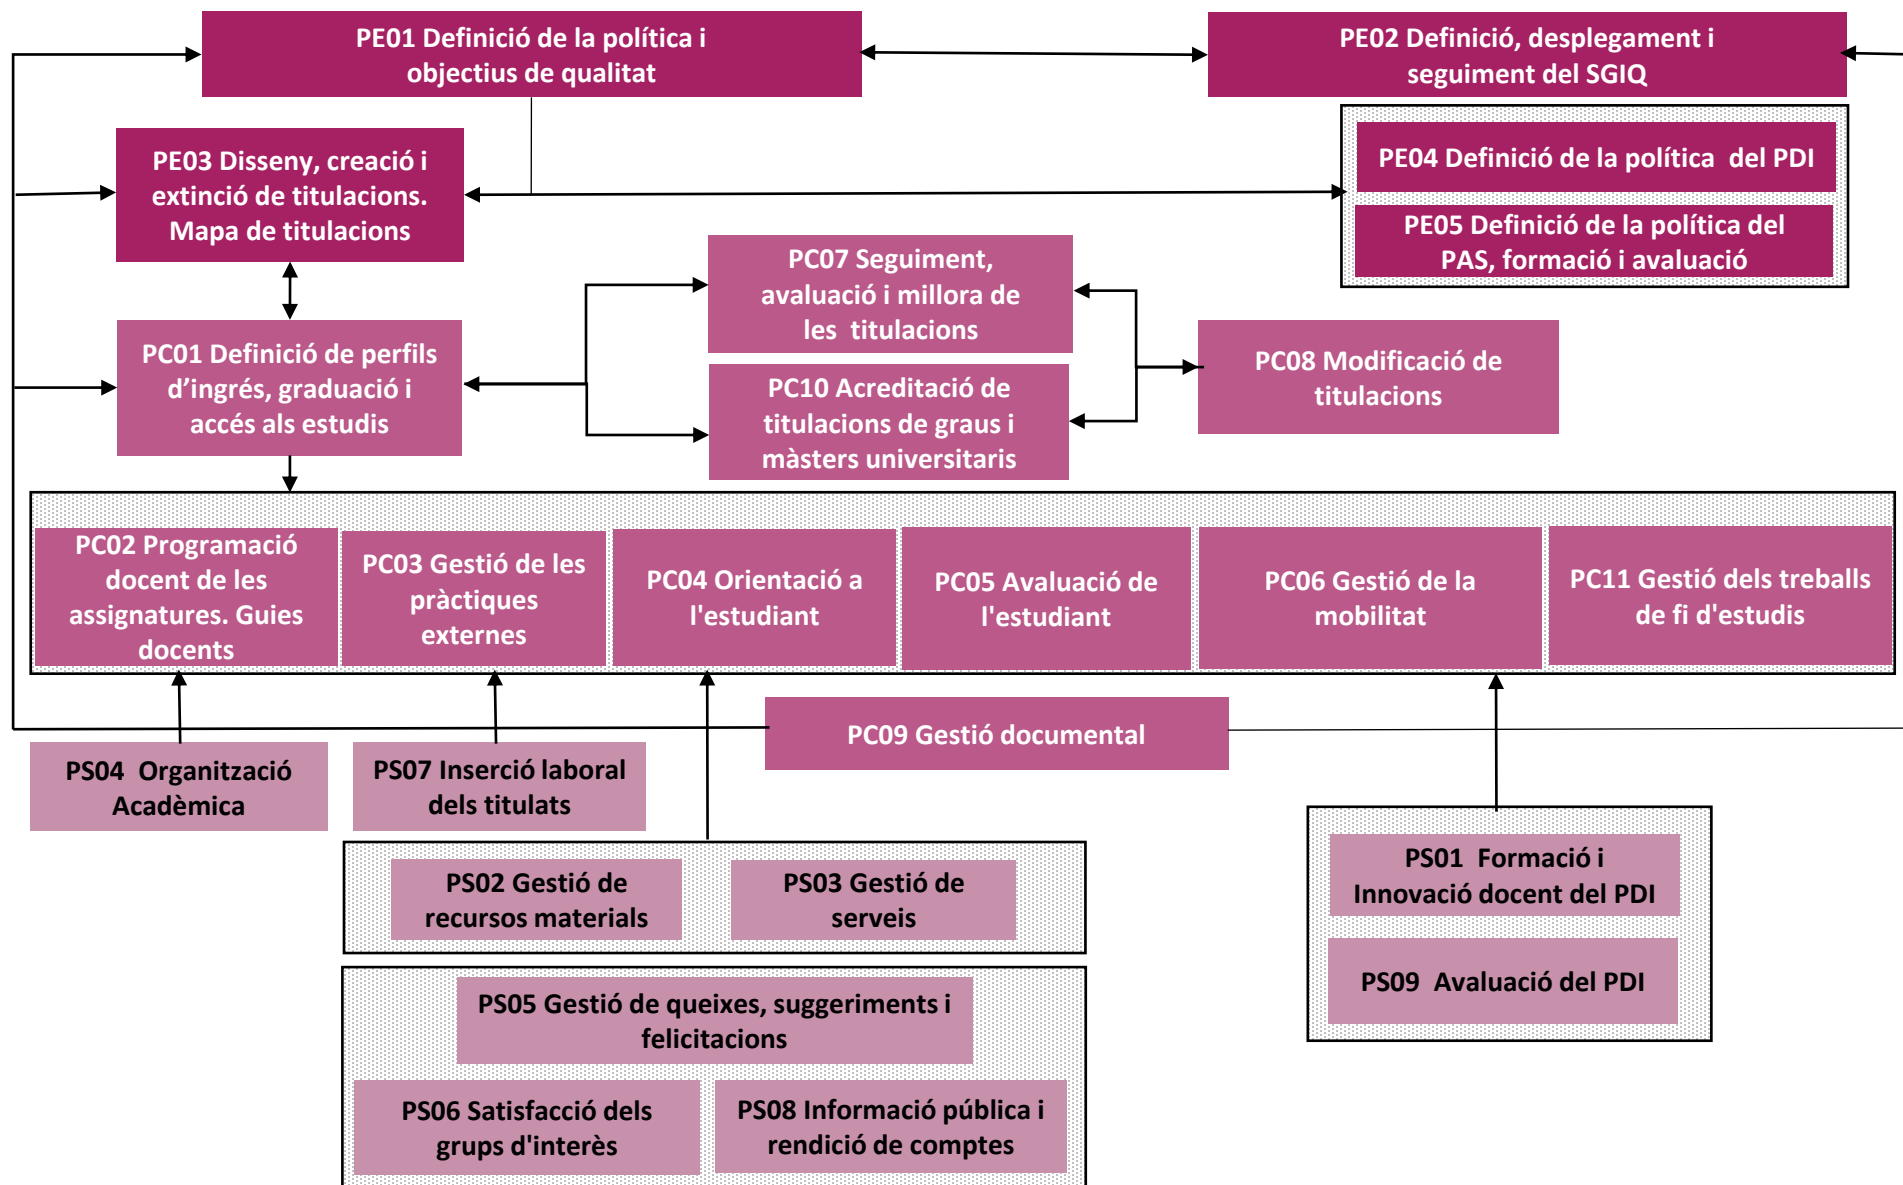 PE01 Definició de la política i
objectius de qualitat
PE02 Definició, desplegament i
seguiment del SGIQ
PE03 Disseny, creació i
extinció de titulacions.
Mapa de titulacions
PE04 Definició de la política  del PDI
PE05 Definició de la política del
PAS, formació i avaluació
PC07 Seguiment,
avaluació i millora de
les  titulacions
PC01 Definició de perfils
d’ingrés, graduació i
accés als estudis
PC10 Acreditació de
titulacions de graus i
màsters universitaris
PC08 Modificació de
titulacions
PC02 Programació
docent de les
assignatures. Guies
docents
PC03 Gestió de les
pràctiques
externes
PC04 Orientació a
l'estudiant
PC05 Avaluació de
l'estudiant
PC06 Gestió de la
mobilitat
PC11 Gestió dels treballs
de fi d'estudis
PC09 Gestió documental
PS04  Organització
Acadèmica
PS07 Inserció laboral
dels titulats
PS02 Gestió de
recursos materials
PS03 Gestió de
serveis
PS01  Formació i
Innovació docent del PDI
PS09  Avaluació del PDI
PS05 Gestió de queixes, suggeriments i
felicitacions
PS06 Satisfacció dels
grups d'interès
PS08 Informació pública i
rendició de comptes